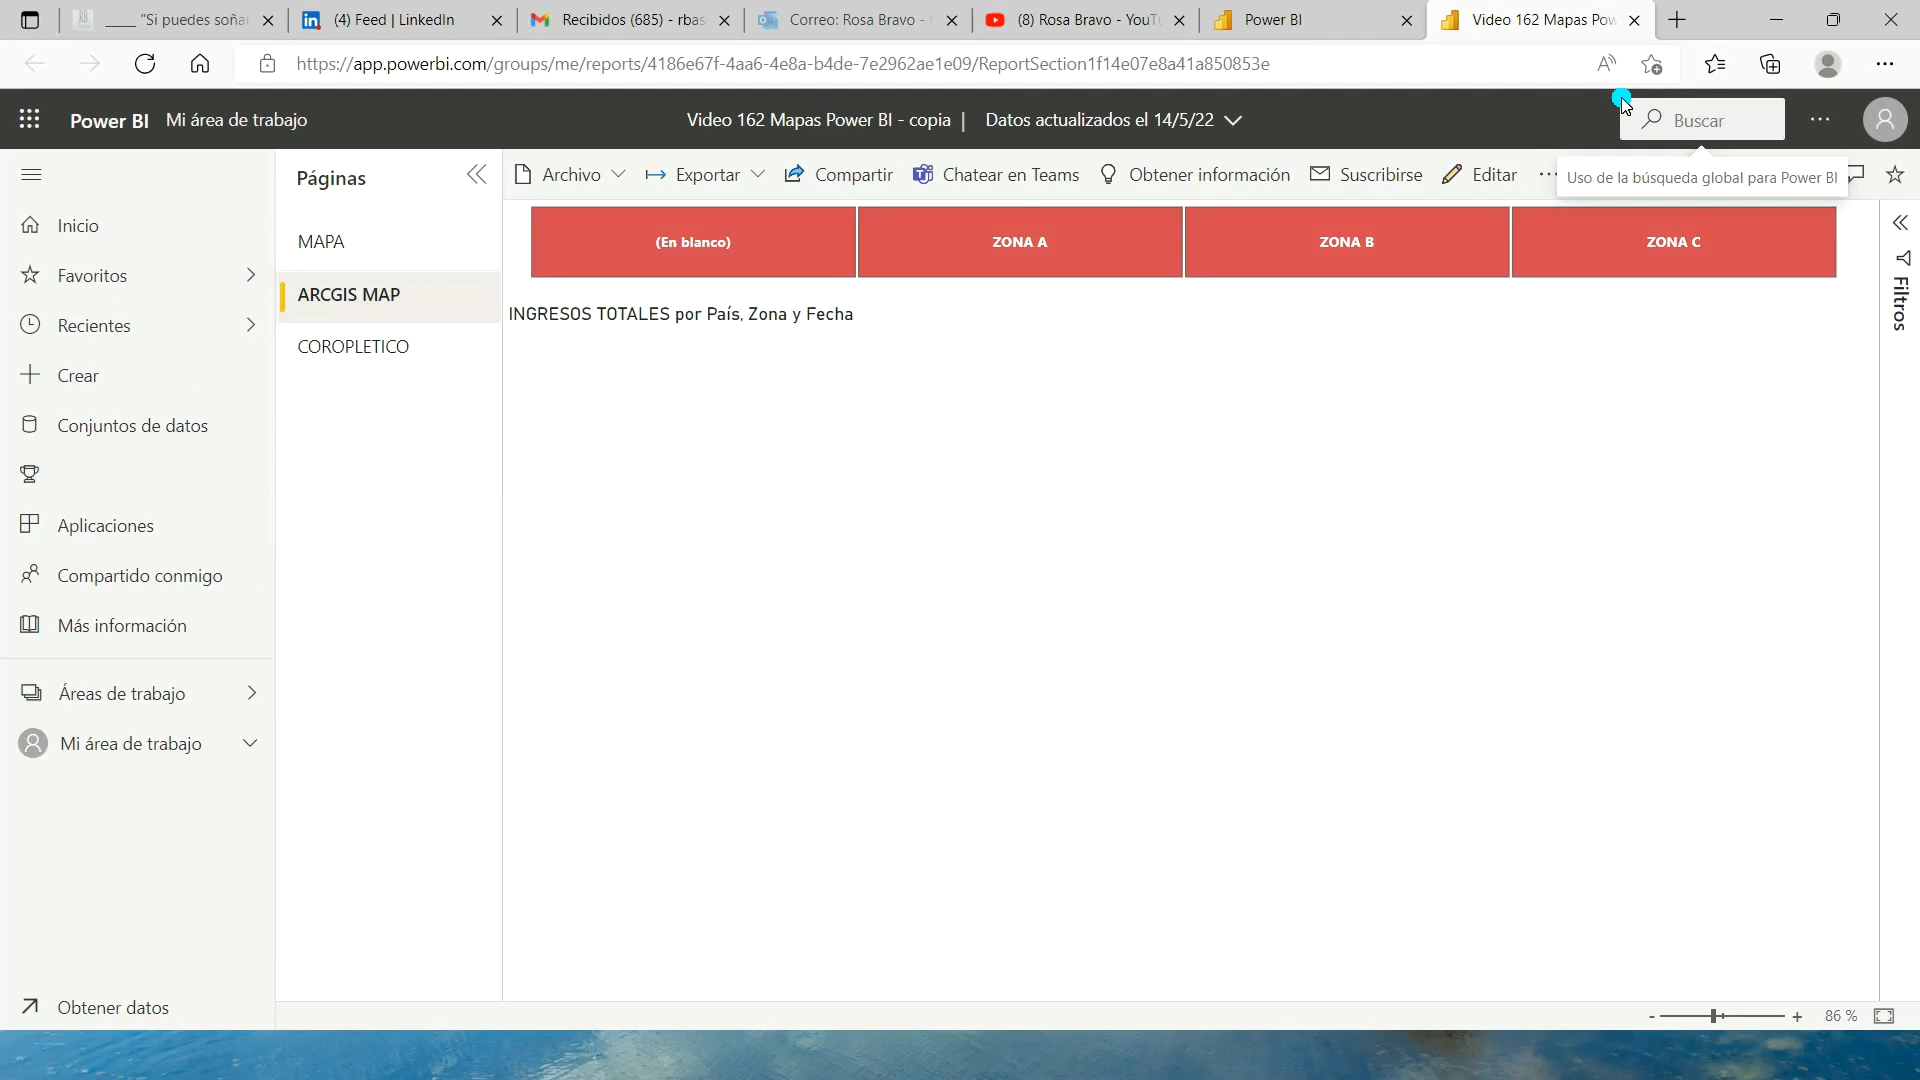 ____ "Si puedes soñar
(4) Feed | LinkedIn
Recibidos (685) - rbas
Correo: Rosa Bravo -
(8) Rosa Bravo - YouTu
Power BI
Video 162 Mapas Pow
https://app.powerbi.com/groups/me/reports/4186e67f-4aa6-4e8a-b4de-7e2962ae1e09/ReportSection1f14e07e8a41a850853e
Power BI Mi área de trabajo
Video 162 Mapas Power BI - copia | Datos actualizados el 14/5/22
Buscar
Uso de la búsqueda global para Power BI
Páginas
Archivo
Exportar
Compartir
Chatear en Teams
Obtener información
Suscribirse
Editar
Inicio
Favoritos
Recientes
Crear
Conjuntos de datos
Aplicaciones
Compartido conmigo
Más información
Áreas de trabajo
Mi área de trabajo
Obtener datos
MAPA
ARCGIS MAP
COROPLETICO
(En blanco)
ZONA A
ZONA B
ZONA C
INGRESOS TOTALES por País, Zona y Fecha
Filtros
- + 86 %